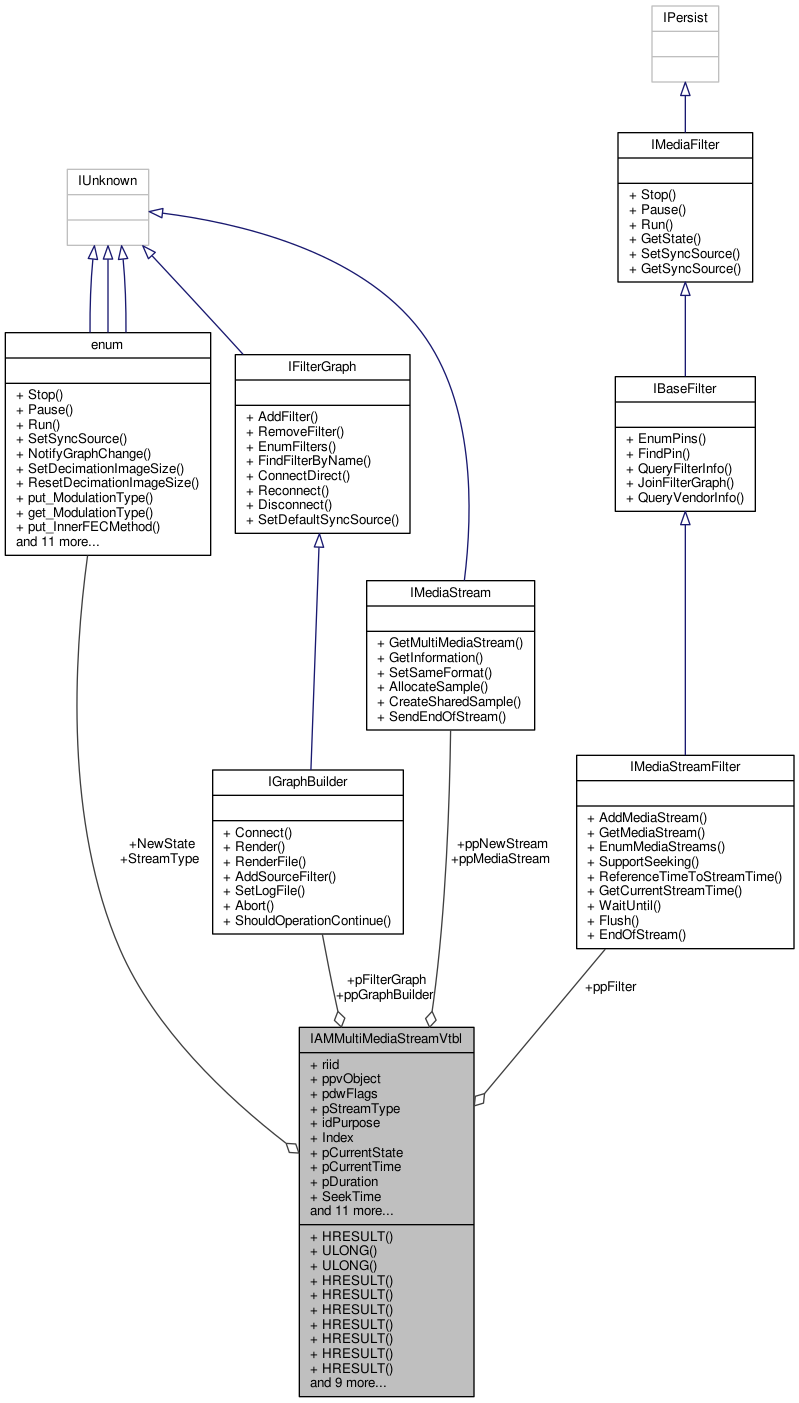 IPersist
IMediaFilter
+ Stop()
+ Pause()
+ Run()
+ GetState()
+ SetSyncSource()
+ GetSyncSource()
IUnknown
enum
+ Stop()
+ Pause()
+ Run()
+ SetSyncSource()
+ NotifyGraphChange()
+ SetDecimationImageSize()
+ ResetDecimationImageSize()
+ put_ModulationType()
+ get_ModulationType()
+ put_InnerFECMethod()
and 11 more...
IFilterGraph
+ AddFilter()
+ RemoveFilter()
+ EnumFilters()
+ FindFilterByName()
+ ConnectDirect()
+ Reconnect()
+ Disconnect()
+ SetDefaultSyncSource()
IBaseFilter
+ EnumPins()
+ FindPin()
+ QueryFilterInfo()
+ JoinFilterGraph()
+ QueryVendorInfo()
IMediaStream
+ GetMultiMediaStream()
+ GetInformation()
+ SetSameFormat()
+ AllocateSample()
+ CreateSharedSample()
+ SendEndOfStream()
IGraphBuilder
+ Connect()
+ Render()
+ RenderFile()
+ AddSourceFilter()
+ SetLogFile()
+ Abort()
+ ShouldOperationContinue()
IMediaStreamFilter
+ AddMediaStream()
+ GetMediaStream()
+ EnumMediaStreams()
+ SupportSeeking()
+ ReferenceTimeToStreamTime()
+ GetCurrentStreamTime()
+ WaitUntil()
+ Flush()
+ EndOfStream()
+NewState
+StreamType
+ppNewStream
+ppMediaStream
+pFilterGraph
+ppGraphBuilder
+ppFilter
IAMMultiMediaStreamVtbl
+ riid
+ ppvObject
+ pdwFlags
+ pStreamType
+ idPurpose
+ Index
+ pCurrentState
+ pCurrentTime
+ pDuration
+ SeekTime
and 11 more...
+ HRESULT()
+ ULONG()
+ ULONG()
+ HRESULT()
+ HRESULT()
+ HRESULT()
+ HRESULT()
+ HRESULT()
+ HRESULT()
+ HRESULT()
and 9 more...